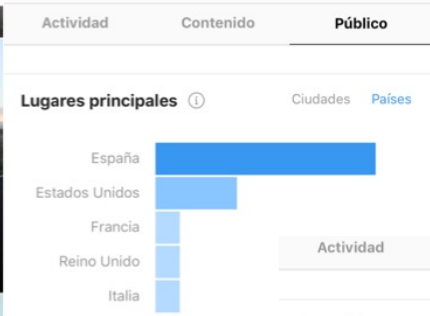 Actividad Contenido Público
Lugares principales Ciudades Países
España
Estados Unidos
Francia
Reino Unido
Italia
Actividad